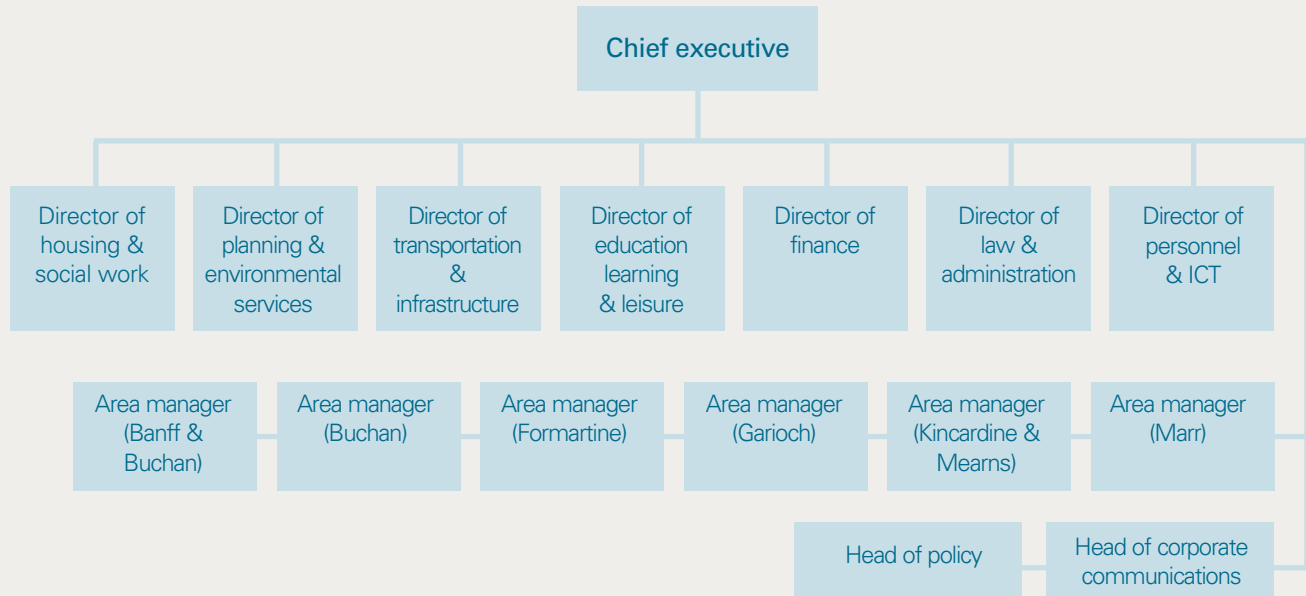 Chief executive
Director of
housing &
social work
Director of
planning &
environmental
services
Director of
transportation
&
infrastructure
Director of
education
learning
& leisure
Director of
finance
Director of
law &
administration
Director of
personnel
& ICT
Area manager
(Banff &
Buchan)
Area manager
(Buchan)
Area manager
(Formartine)
Area manager
(Garioch)
Area manager
(Kincardine &
Mearns)
Area manager
(Marr)
Head of policy
Head of corporate
communications